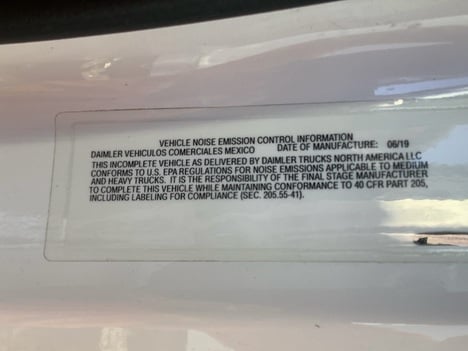 VEHICLE NOISE EMISSION CONTROL INFORMATION
DAIMLER VEHICULOS COMERCIALES MEXICO DATE OF MANUFACTURE: 06/19
THIS INCOMPLETE VEHICLE AS DELIVERED BY DAIMLER TRUCKS NORTH AMERICA LLC
CONFORMS TO U.S. EPA REGULATIONS FOR NOISE EMISSIONS APPLICABLE TO MEDIUM
AND HEAVY TRUCKS. IT IS THE RESPONSIBILITY OF THE FINAL STAGE MANUFACTURER
TO COMPLETE THIS VEHICLE WHILE MAINTAINING CONFORMANCE TO 40 CFR PART 205,
INCLUDING LABELING FOR COMPLIANCE (SEC. 205.55-41).